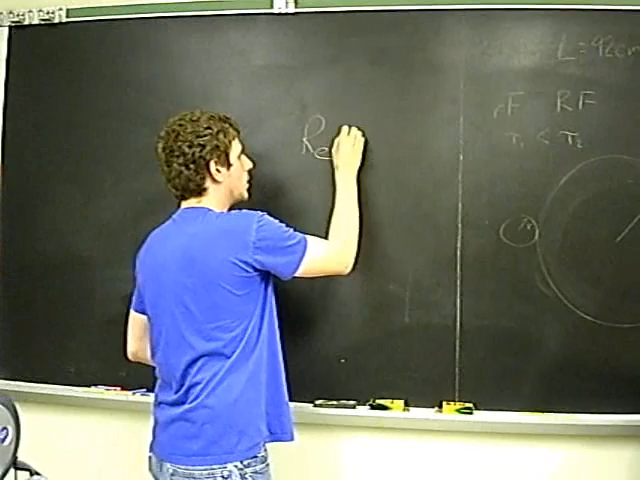 Re
L = 92cm
rF RF
τ₁ < τ₂